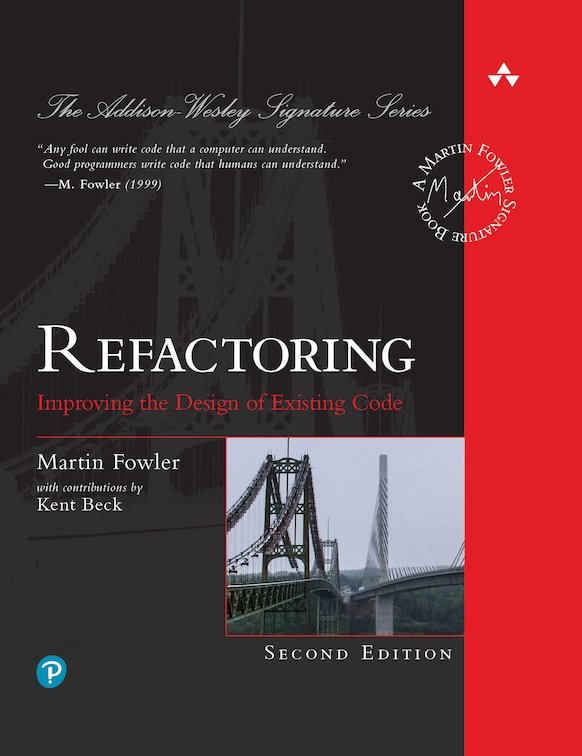 The Addison-Wesley Signature Series
“Any fool can write code that a computer can understand.
Good programmers write code that humans can understand.”
—M. Fowler (1999)
A MARTIN FOWLER SIGNATURE BOOK
Martin
REFACTORING
Improving the Design of Existing Code
Martin Fowler
with contributions by
Kent Beck
SECOND EDITION
P